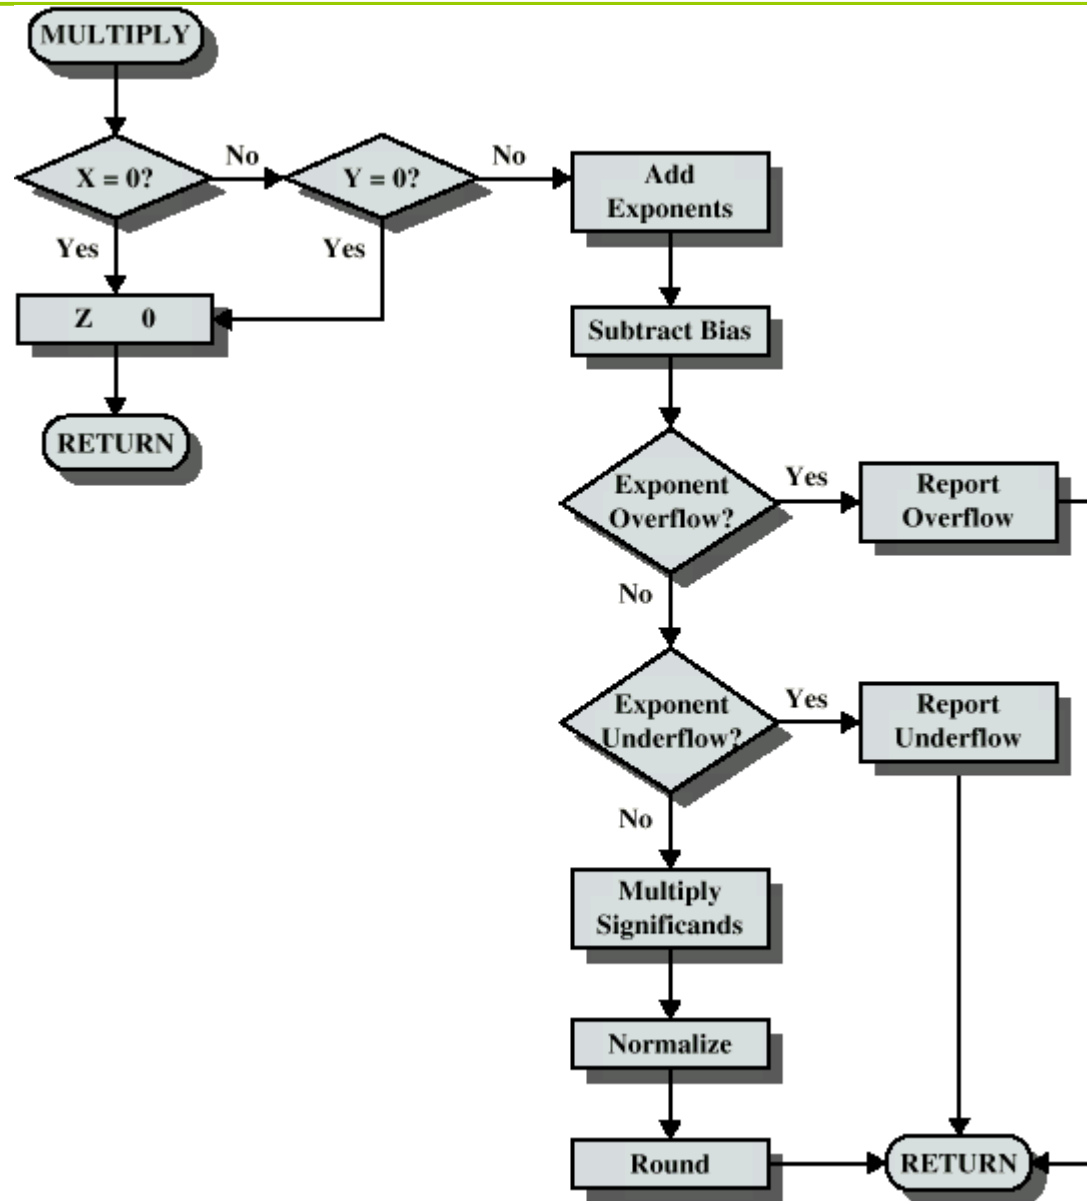 MULTIPLY
X = 0?
No
Y = 0?
No
Add
Exponents
Yes
Yes
Z 0
Subtract Bias
RETURN
Exponent
Overflow?
Yes
Report
Overflow
No
Exponent
Underflow?
Yes
Report
Underflow
No
Multiply
Significands
Normalize
Round
RETURN